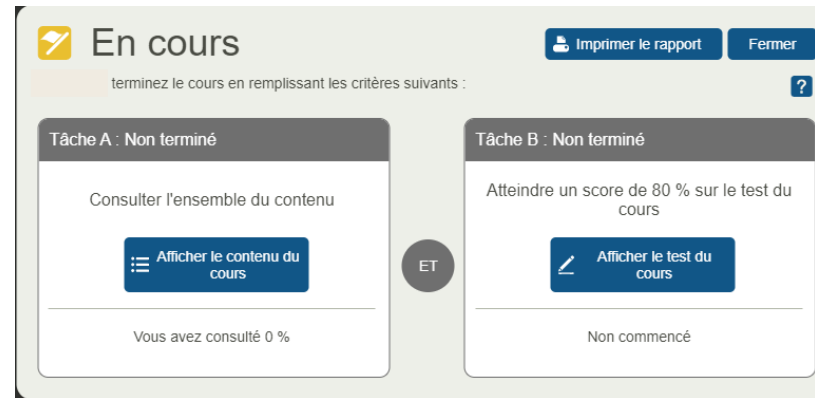 En cours
Imprimer le rapport
Fermer
terminez le cours en remplissant les critères suivants :
?
Tâche A : Non terminé
Consulter l'ensemble du contenu
Afficher le contenu du
cours
Vous avez consulté 0 %
ET
Tâche B : Non terminé
Atteindre un score de 80 % sur le test du
cours
Afficher le test du
cours
Non commencé